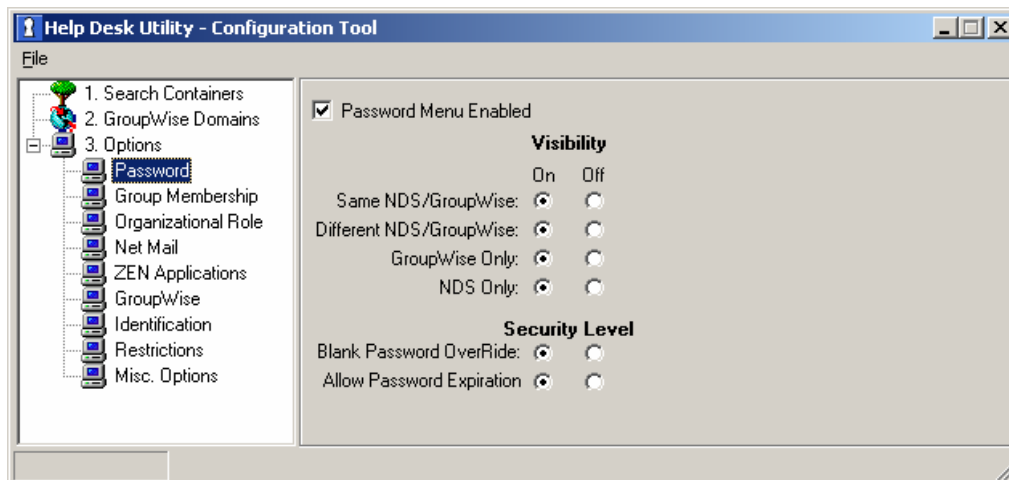 Help Desk Utility - Configuration Tool
File
1. Search Containers
2. GroupWise Domains
3. Options
Password
Group Membership
Organizational Role
Net Mail
ZEN Applications
GroupWise
Identification
Restrictions
Misc. Options
Password Menu Enabled
Visibility
On Off
Same NDS/GroupWise:
Different NDS/GroupWise:
GroupWise Only:
NDS Only:
Security Level
Blank Password OverRide:
Allow Password Expiration